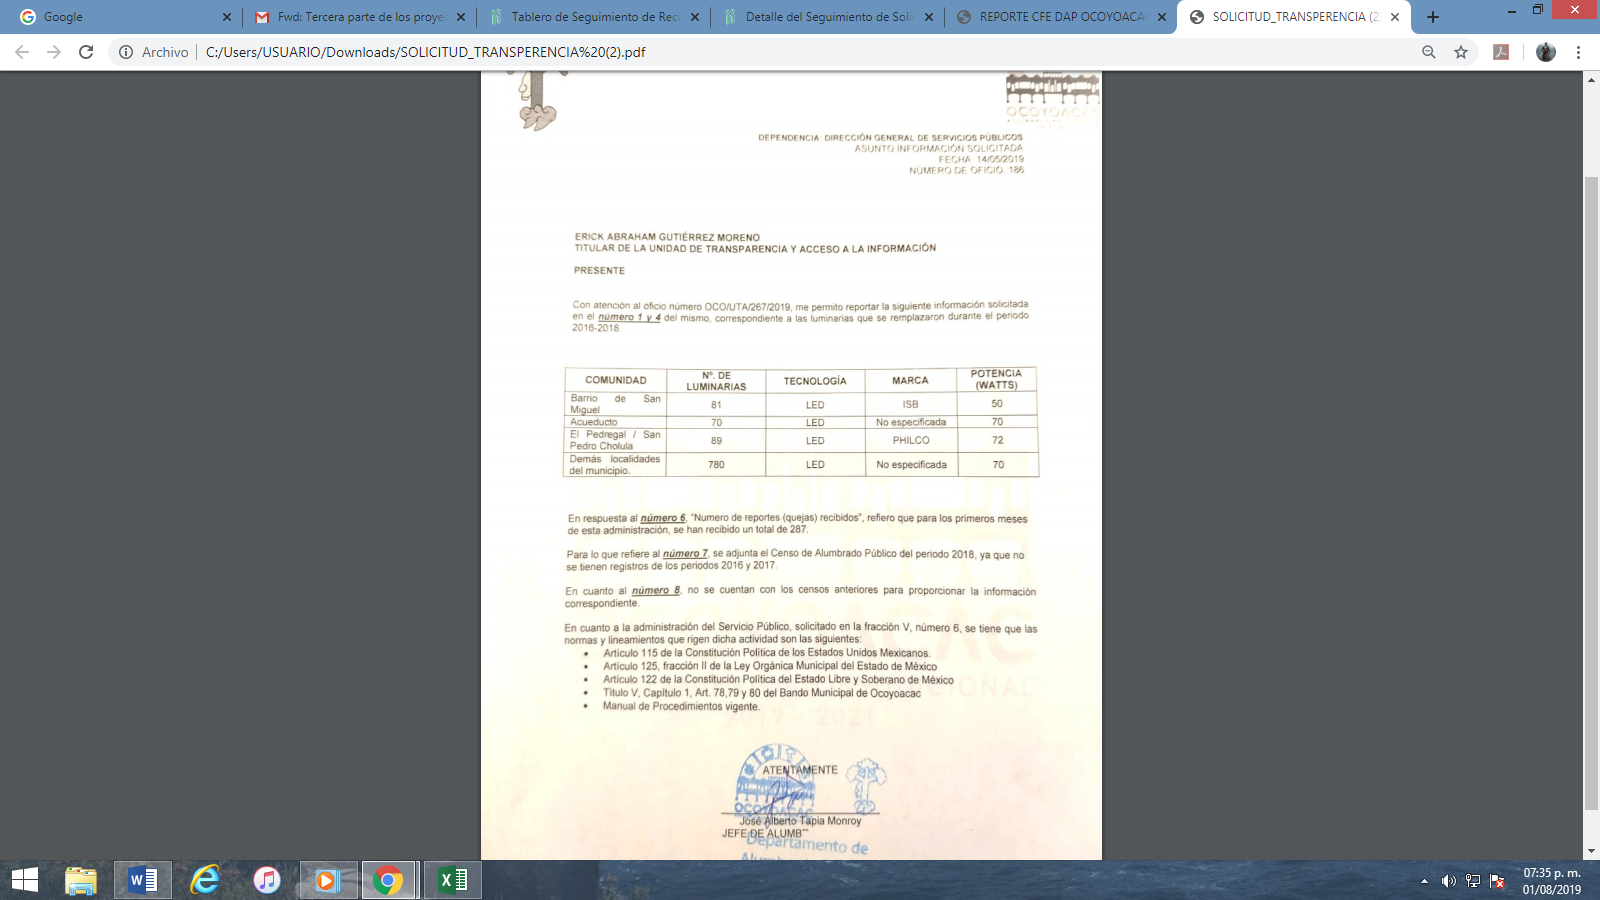 Google
Fwd: Tercera parte de los proye
Tablero de Seguimiento de Recu
Detalle del Seguimiento de Solic
REPORTE CFE DAP OCOYOACA
SOLICITUD_TRANSPERENCIA (2
Archivo
C:/Users/USUARIO/Downloads/SOLICITUD_TRANSPERENCIA%20(2).pdf
OCOYOACAC
DEPENDENCIA: DIRECCIÓN GENERAL DE SERVICIOS PÚBLICOS
ASUNTO INFORMACIÓN SOLICITADA
FECHA: 14/05/2019
NÚMERO DE OFICIO: 186
ERICK ABRAHAM GUTIÉRREZ MORENO
TITULAR DE LA UNIDAD DE TRANSPARENCIA Y ACCESO A LA INFORMACIÓN
PRESENTE
Con atención al oficio número OCO/UTA/267/2019, me permito reportar la siguiente información solicitada
en el número 1 y 4 del mismo, correspondiente a las luminarias que se remplazaron durante el periodo
2016-2018
COMUNIDAD Nº. DE LUMINARIAS TECNOLOGÍA MARCA POTENCIA (WATTS)
Barrio de San Miguel 81 LED ISB 50
Acueducto 70 LED No especificada 70
El Pedregal / San Pedro Cholula 89 LED PHILCO 72
Demás localidades del municipio. 780 LED No especificada 70
En respuesta al número 6, "Numero de reportes (quejas) recibidos", refiero que para los primeros meses
de esta administración, se han recibido un total de 287.
Para lo que refiere al número 7, se adjunta el Censo de Alumbrado Público del periodo 2018, ya que no
se tienen registros de los periodos 2016 y 2017.
En cuanto al número 8, no se cuentan con los censos anteriores para proporcionar la información
correspondiente.
En cuanto a la administración del Servicio Público, solicitado en la fracción V, número 6, se tiene que las
normas y lineamientos que rigen dicha actividad son las siguientes:
• Artículo 115 de la Constitución Política de los Estados Unidos Mexicanos.
• Artículo 125, fracción II de la Ley Orgánica Municipal del Estado de México
• Artículo 122 de la Constitución Política del Estado Libre y Soberano de México
• Titulo V, Capítulo 1, Art. 78,79 y 80 del Bando Municipal de Ocoyoacac
• Manual de Procedimientos vigente.
2019 - 2021
ATENTAMENTE
OCOYOACAC
José Alberto Tapia Monroy
JEFE DE ALUMB
Departamento de
07:35 p. m.
01/08/2019